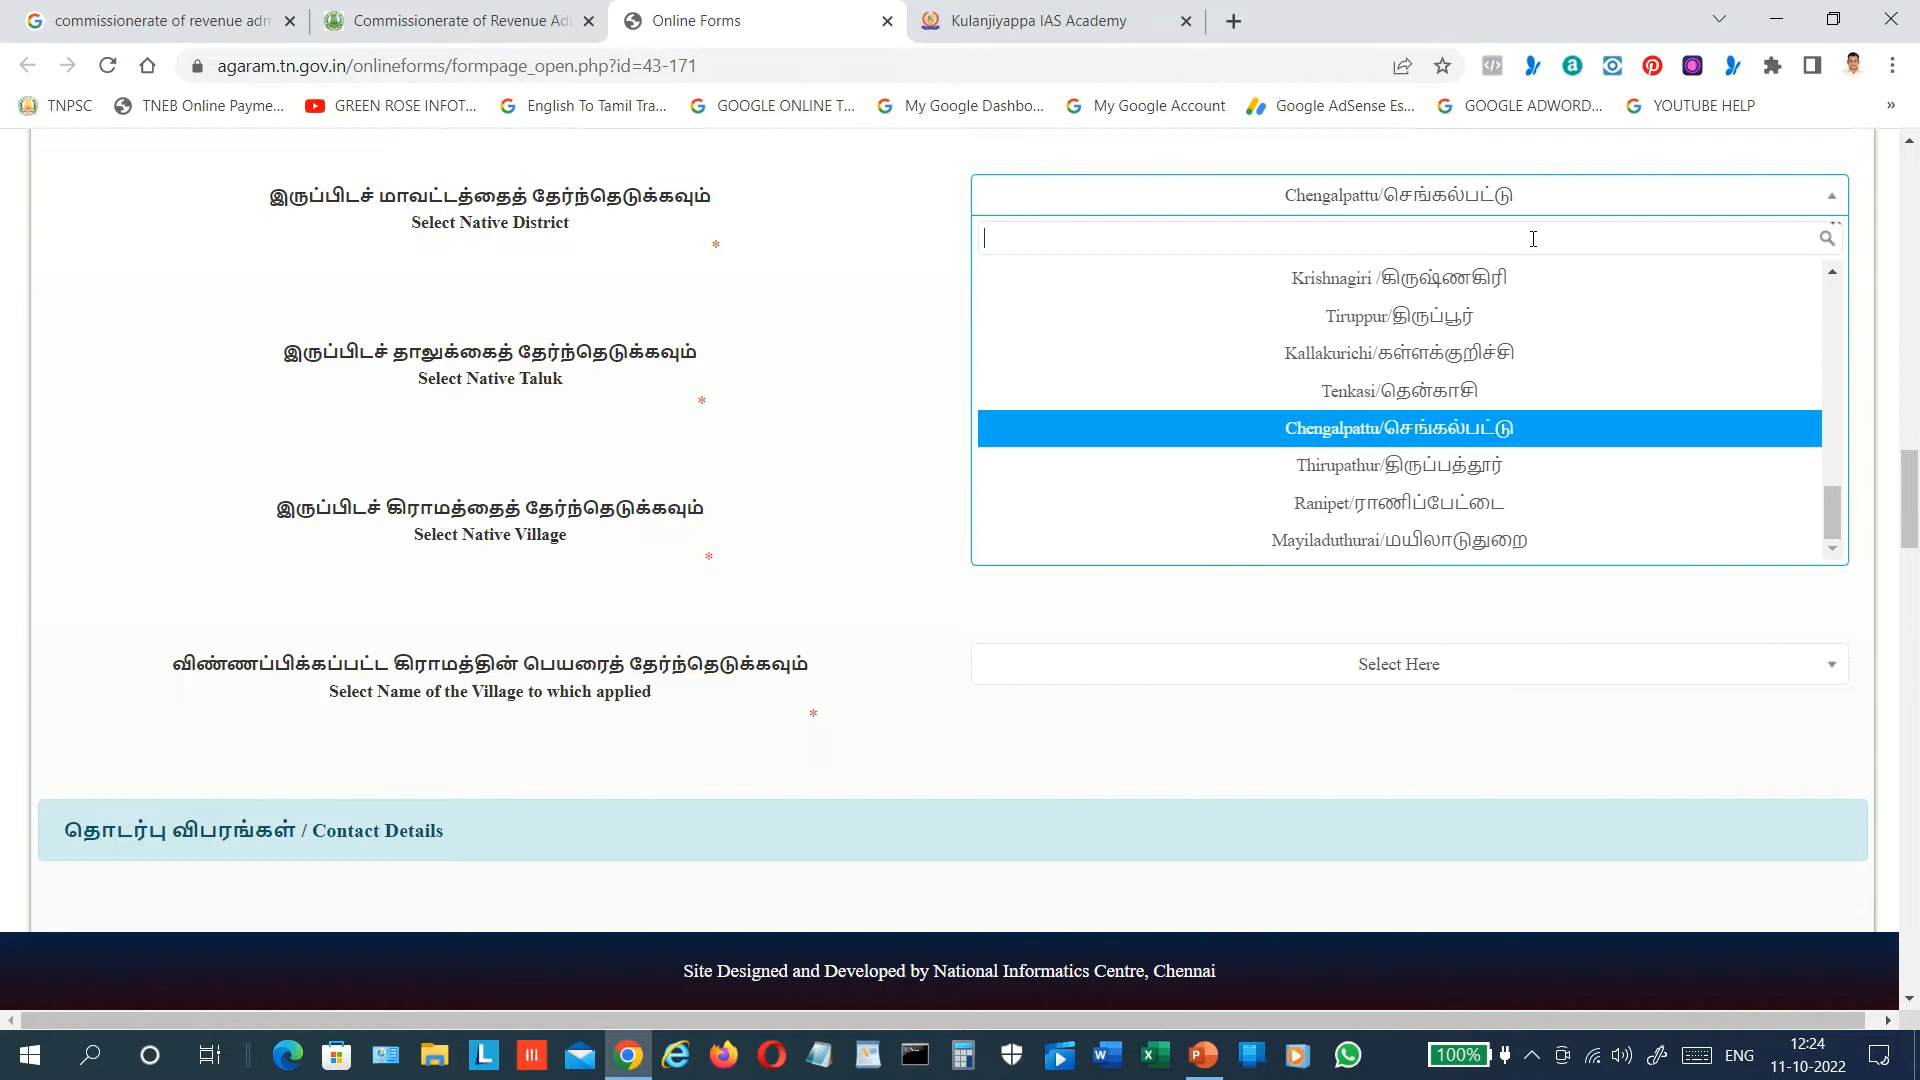 commissionerate of revenue adm
Commissionerate of Revenue Ad
Online Forms
Kulanjiyappa IAS Academy
agaram.tn.gov.in/onlineforms/formpage_open.php?id=43-171
TNPSC
TNEB Online Payme...
GREEN ROSE INFOT...
English To Tamil Tra...
GOOGLE ONLINE T...
My Google Dashbo...
My Google Account
Google AdSense Es...
GOOGLE ADWORD...
YOUTUBE HELP
இருப்பிடச் மாவட்டத்தைத் தேர்ந்தெடுக்கவும்
Select Native District
*
Chengalpattu/செங்கல்பட்டு
Krishnagiri /கிருஷ்ணகிரி
Tiruppur/திருப்பூர்
Kallakurichi/கள்ளக்குறிச்சி
Tenkasi/தென்காசி
Chengalpattu/செங்கல்பட்டு
Thirupathur/திருப்பத்தூர்
Ranipet/ராணிப்பேட்டை
Mayiladuthurai/மயிலாடுதுறை
இருப்பிடச் தாலுக்கைத் தேர்ந்தெடுக்கவும்
Select Native Taluk
*
இருப்பிடச் கிராமத்தைத் தேர்ந்தெடுக்கவும்
Select Native Village
*
விண்ணப்பிக்கப்பட்ட கிராமத்தின் பெயரைத் தேர்ந்தெடுக்கவும்
Select Name of the Village to which applied
*
Select Here
தொடர்பு விபரங்கள் / Contact Details
Site Designed and Developed by National Informatics Centre, Chennai
100%
ENG
12:24
11-10-2022